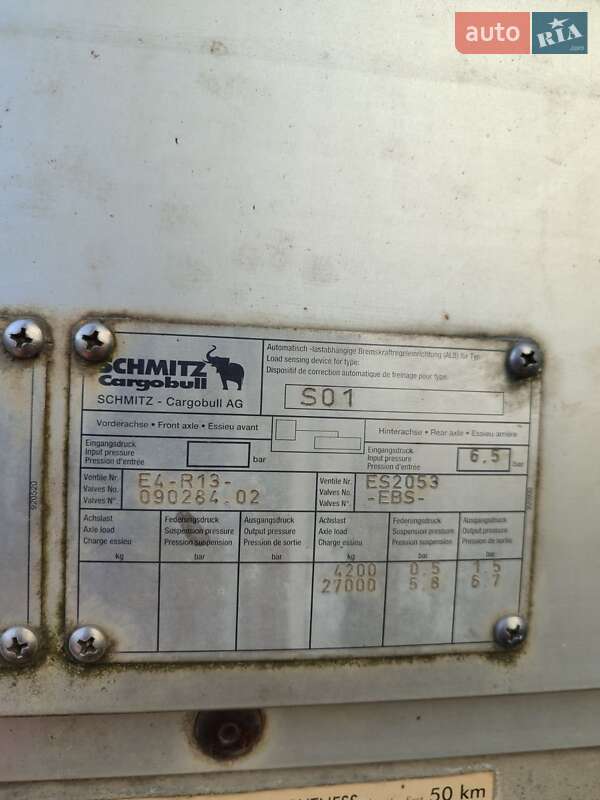 auto RIA.com
SCHMITZ
Cargobull
SCHMITZ - Cargobull AG
Automatisch -lastabhängige Bremskraftregeleinrichtung (ALB) für Typ:
Load sensing device for type:
Dispositif de correction automatique de freinage pour type:
S01
Vorderachse • Front axle • Essieu avant
Hinterachse • Rear axle • Essieu arrière
Eingangsdruck
Input pressure
Pression d'entrée
bar
Eingangsdruck
Input pressure
Pression d'entrée
6.5 bar
Ventile Nr.
Valves No.
Valves N°.
E4-R13-
090284.02
Ventile Nr.
Valves No.
Valves N°.
ES2053
-EBS-
Achslast
Axle load
Charge essieu
kg
Federungsdruck
Suspension pressure
Pression suspension
bar
Ausgangsdruck
Output pressure
Pression de sortie
bar
Achslast
Axle load
Charge essieu
kg
Federungsdruck
Suspension pressure
Pression suspension
bar
Ausgangsdruck
Output pressure
Pression de sortie
bar
4200 0.5 1.5
27000 5.8 6.7
50 km